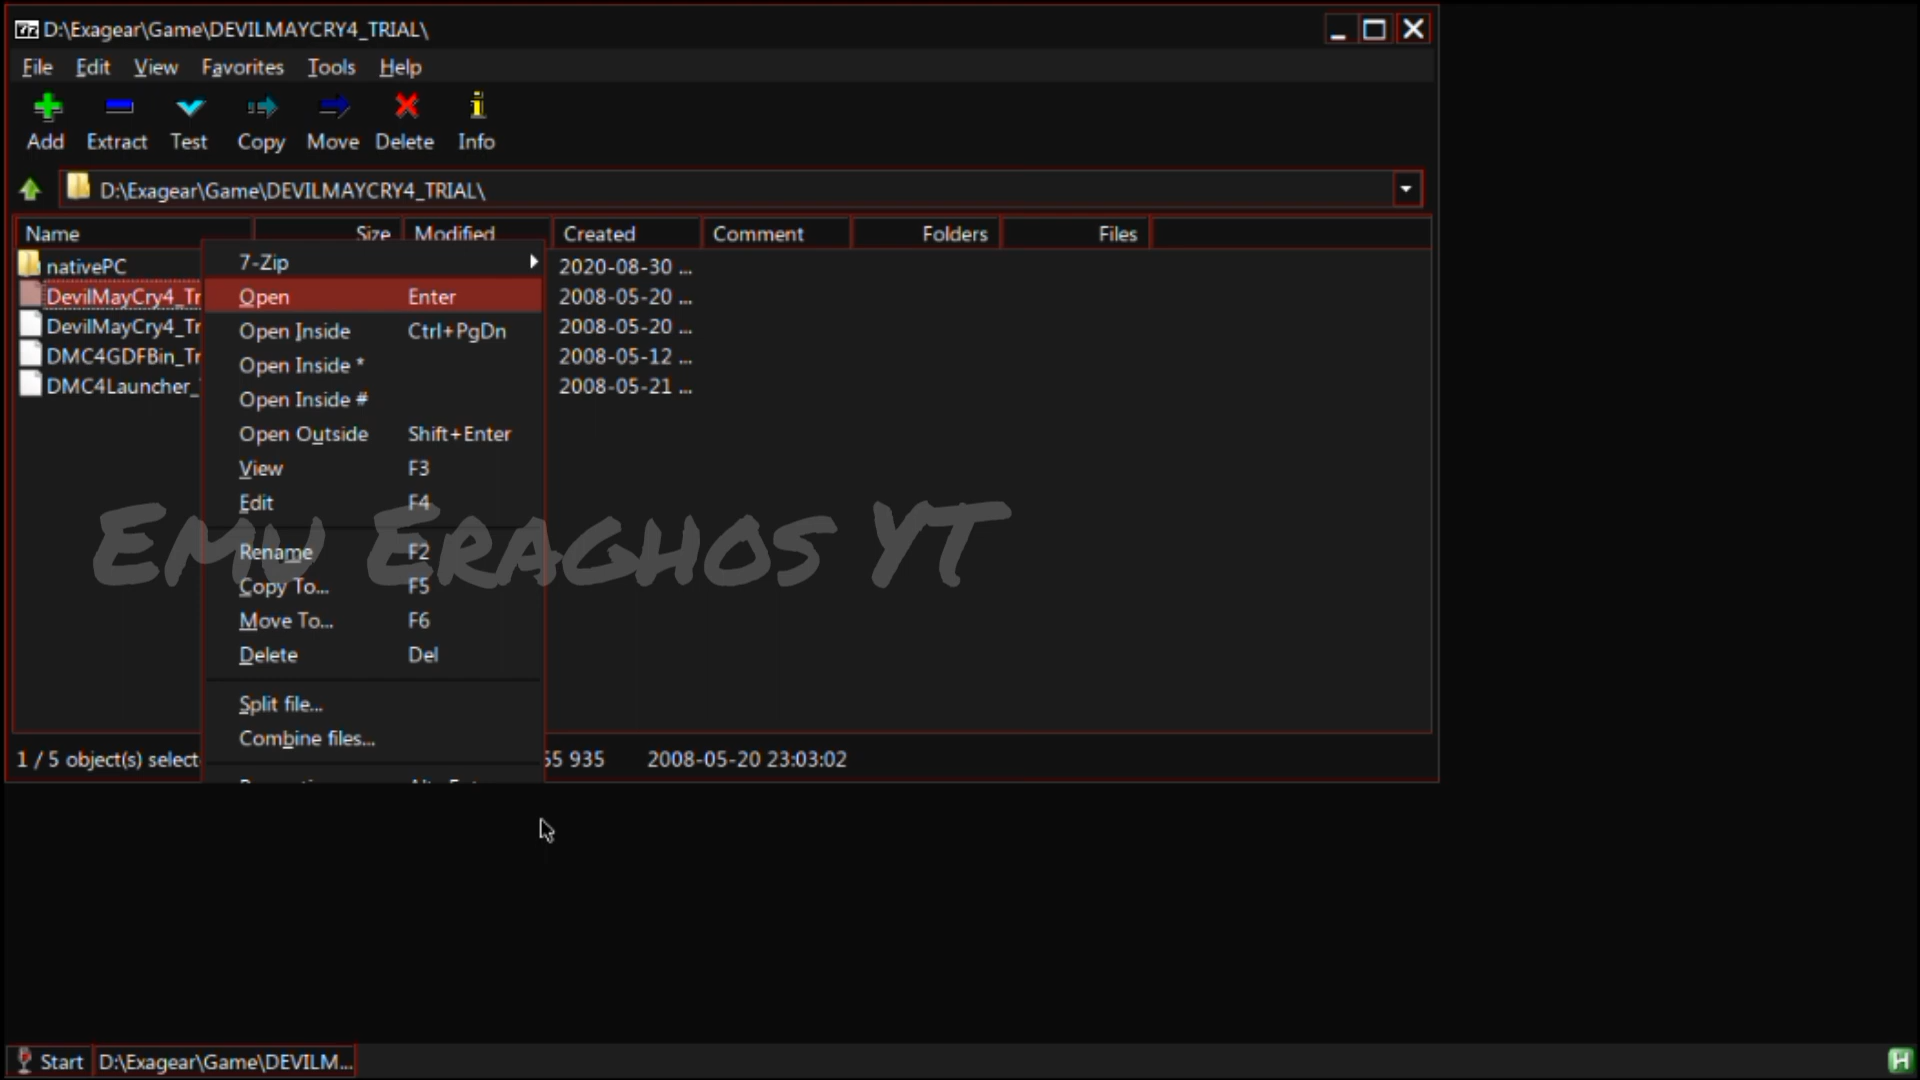 D:\Exagear\Game\DEVILMAYCRY4_TRIAL\
File Edit View Favorites Tools Help
Add Extract Test Copy Move Delete Info
D:\Exagear\Game\DEVILMAYCRY4_TRIAL\
Name Size Modified Created Comment Folders Files
nativePC 2020-08-30 ...
DevilMayCry4_Tr 2008-05-20 ...
DevilMayCry4_Tr 2008-05-20 ...
DMC4GDFBin_Tr 2008-05-12 ...
DMC4Launcher_ 2008-05-21 ...
7-Zip
Open Enter
Open Inside Ctrl+PgDn
Open Inside *
Open Inside #
Open Outside Shift+Enter
View F3
Edit F4
Rename F2
Copy To... F5
Move To... F6
Delete Del
Split file...
Combine files...
Emu Eraghos YT
1 / 5 object(s) select 935 2008-05-20 23:03:02
Start D:\Exagear\Game\DEVILM...
H